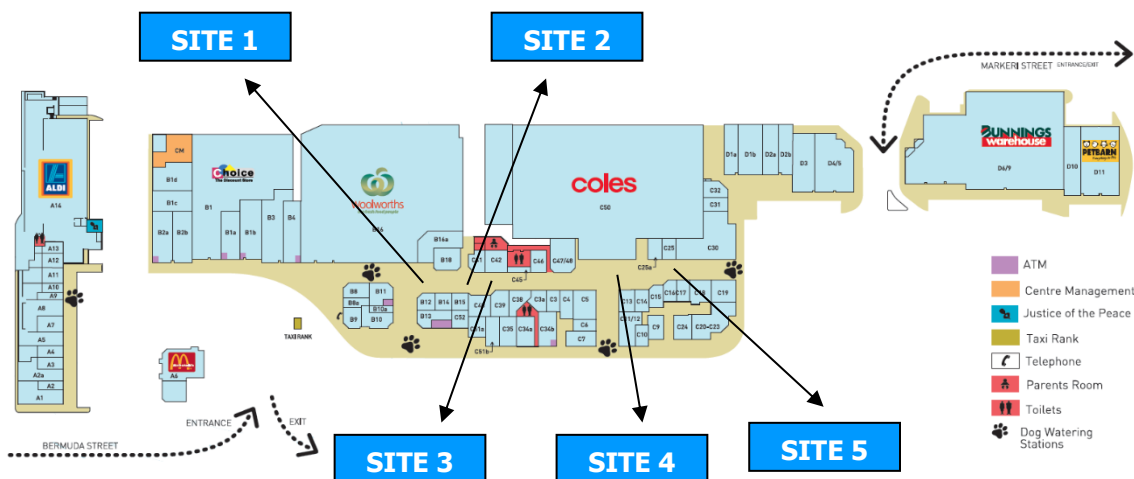 SITE 1
SITE 2
MARKERI STREET ENTRANCE/EXIT
ALDI
A14
A13
A12
A11
A10
A9
A8
A7
A5
A4
A3
A2a
A2
A1
CM
B1d
B1c
B2a
B2b
Choice
The Discount Store
B1
B1a
B1b
B3
B4
woolworths
B16a
B18
coles
C50
C41
C42
C45
C46
C47/48
C25
C25a
C30
C31
C32
D1a
D1b
D2a
D2b
D3
D4/5
BUNNINGS
warehouse
D6/9
D10
PETBARN
D11
B8
B8a
B9
B10
B10a
B11
B12
B13
B14
B15
C52
C51a
C51b
C39
C38
C35
C34a
C34b
C3a
C3
C4
C5
C6
C7
C13
C14
C15
C16
C17
C18
C19
C11/12
C10
C9
C24
C20-C23
TAXI RANK
A6
ENTRANCE
EXIT
BERMUDA STREET
SITE 3
SITE 4
SITE 5
ATM
Centre Management
Justice of the Peace
Taxi Rank
Telephone
Parents Room
Toilets
Dog Watering
Stations